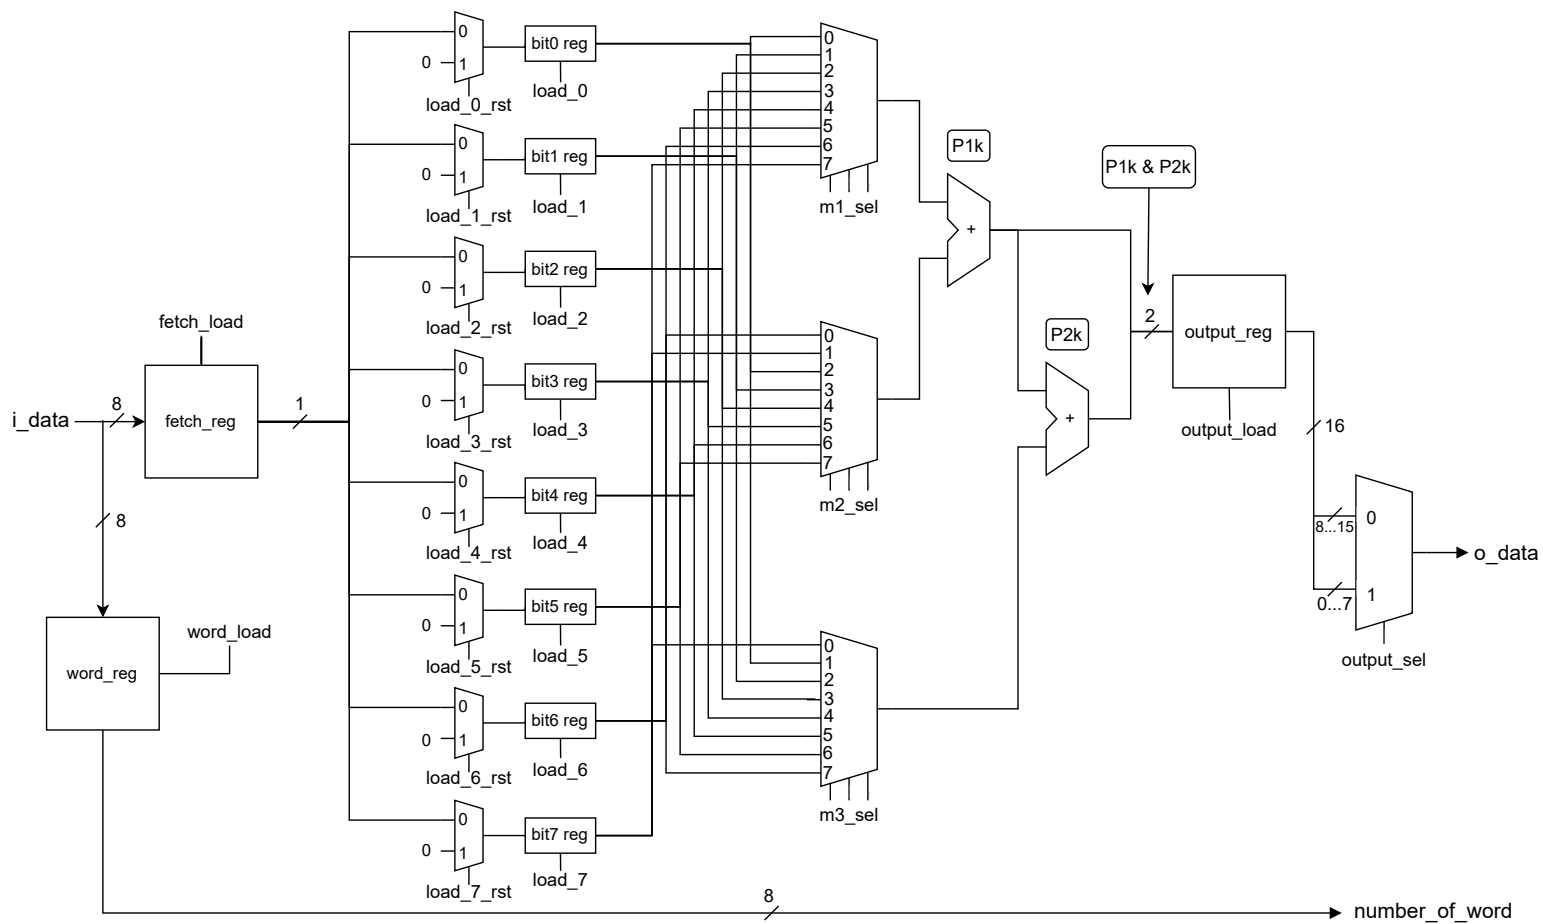 0
0
1
load_0_rst
bit0 reg
load_0
0
0
1
load_1_rst
bit1 reg
load_1
0
0
1
load_2_rst
bit2 reg
load_2
0
0
1
load_3_rst
bit3 reg
load_3
0
0
1
load_4_rst
bit4 reg
load_4
0
0
1
load_5_rst
bit5 reg
load_5
0
0
1
load_6_rst
bit6 reg
load_6
0
0
1
load_7_rst
bit7 reg
load_7
fetch_load
i_data
8
fetch_reg
1
8
word_load
word_reg
0
1
2
3
4
5
6
7
m1_sel
0
1
2
3
4
5
6
7
m2_sel
0
1
2
3
4
5
6
7
m3_sel
P1k
+
P2k
+
P1k & P2k
2
output_reg
output_load
16
8...15
0
0...7
1
output_sel
o_data
8
number_of_word